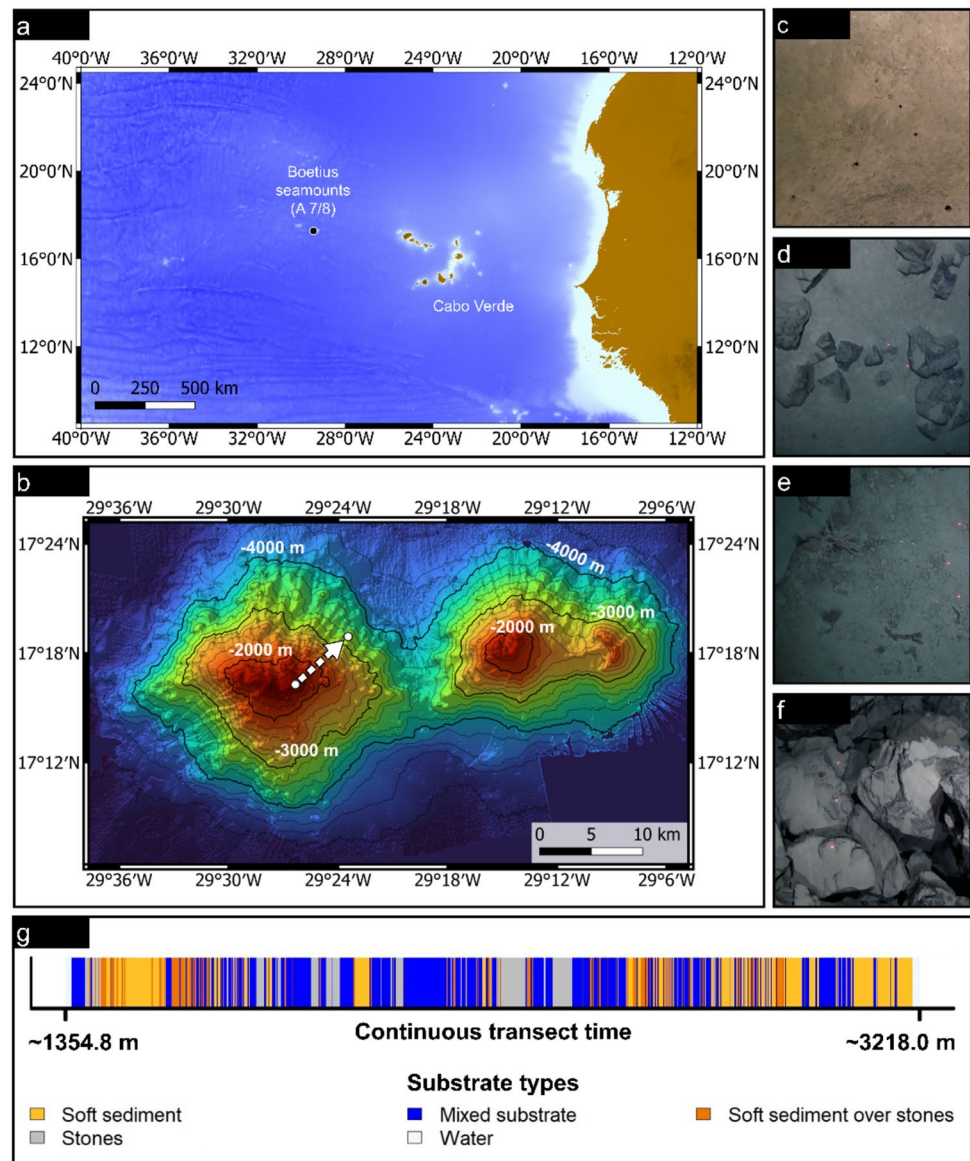 a
40°0′W 36°0′W 32°0′W 28°0′W 24°0′W 20°0′W 16°0′W 12°0′W
24°0′N 24°0′N
20°0′N 20°0′N
Boetius
seamounts
(A 7/8)
16°0′N 16°0′N
Cabo Verde
12°0′N 12°0′N
0 250 500 km
40°0′W 36°0′W 32°0′W 28°0′W 24°0′W 20°0′W 16°0′W 12°0′W
b
29°36′W 29°30′W 29°24′W 29°18′W 29°12′W 29°6′W
17°24′N -4000 m -4000 m 17°24′N
-3000 m
-2000 m -2000 m
17°18′N 17°18′N
-3000 m
17°12′N 17°12′N
0 5 10 km
29°36′W 29°30′W 29°24′W 29°18′W 29°12′W 29°6′W
c
d
e
f
g
~1354.8 m Continuous transect time ~3218.0 m
Substrate types
Soft sediment Mixed substrate Soft sediment over stones
Stones Water